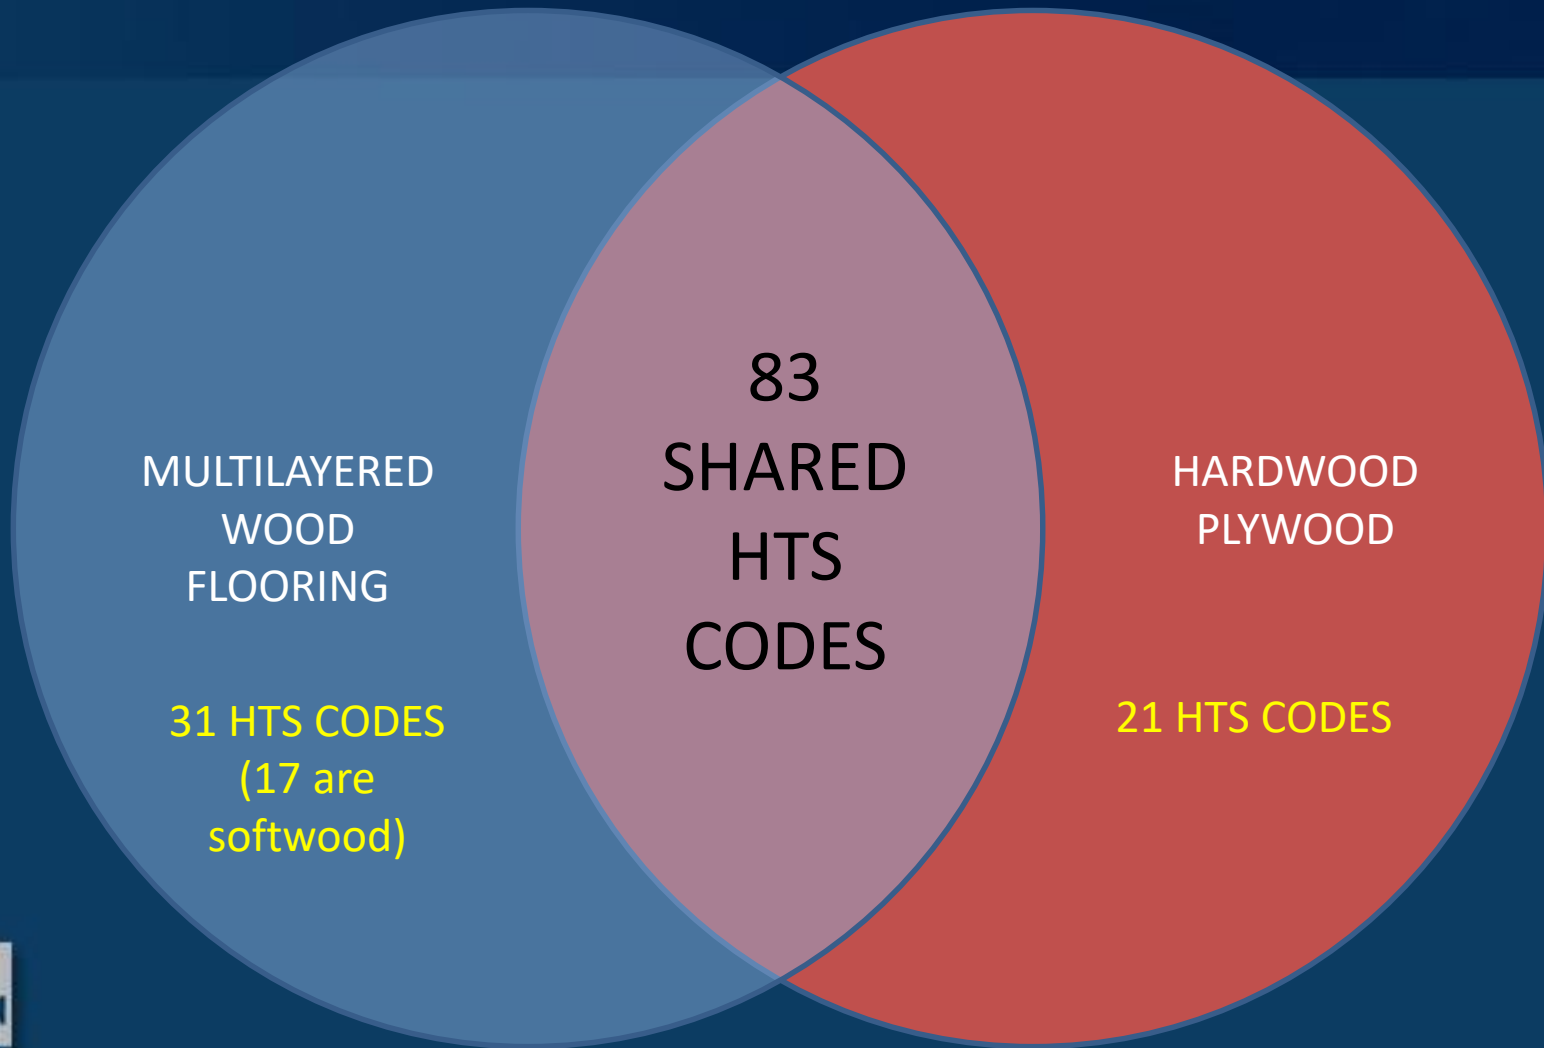 MULTILAYERED
WOOD
FLOORING
31 HTS CODES
(17 are
softwood)
83
SHARED
HTS
CODES
HARDWOOD
PLYWOOD
21 HTS CODES